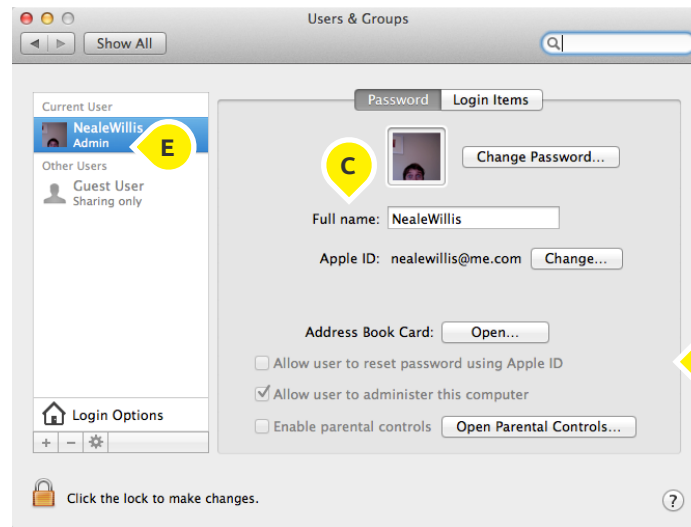 Users & Groups
Show All
Current User
NealeWillis
Admin
E
Other Users
Guest User
Sharing only
Login Options
+ −
Password Login Items
C
Change Password...
Full name: NealeWillis
Apple ID: nealewillis@me.com Change...
Address Book Card: Open...
Allow user to reset password using Apple ID
Allow user to administer this computer
Enable parental controls Open Parental Controls...
Click the lock to make changes.
?